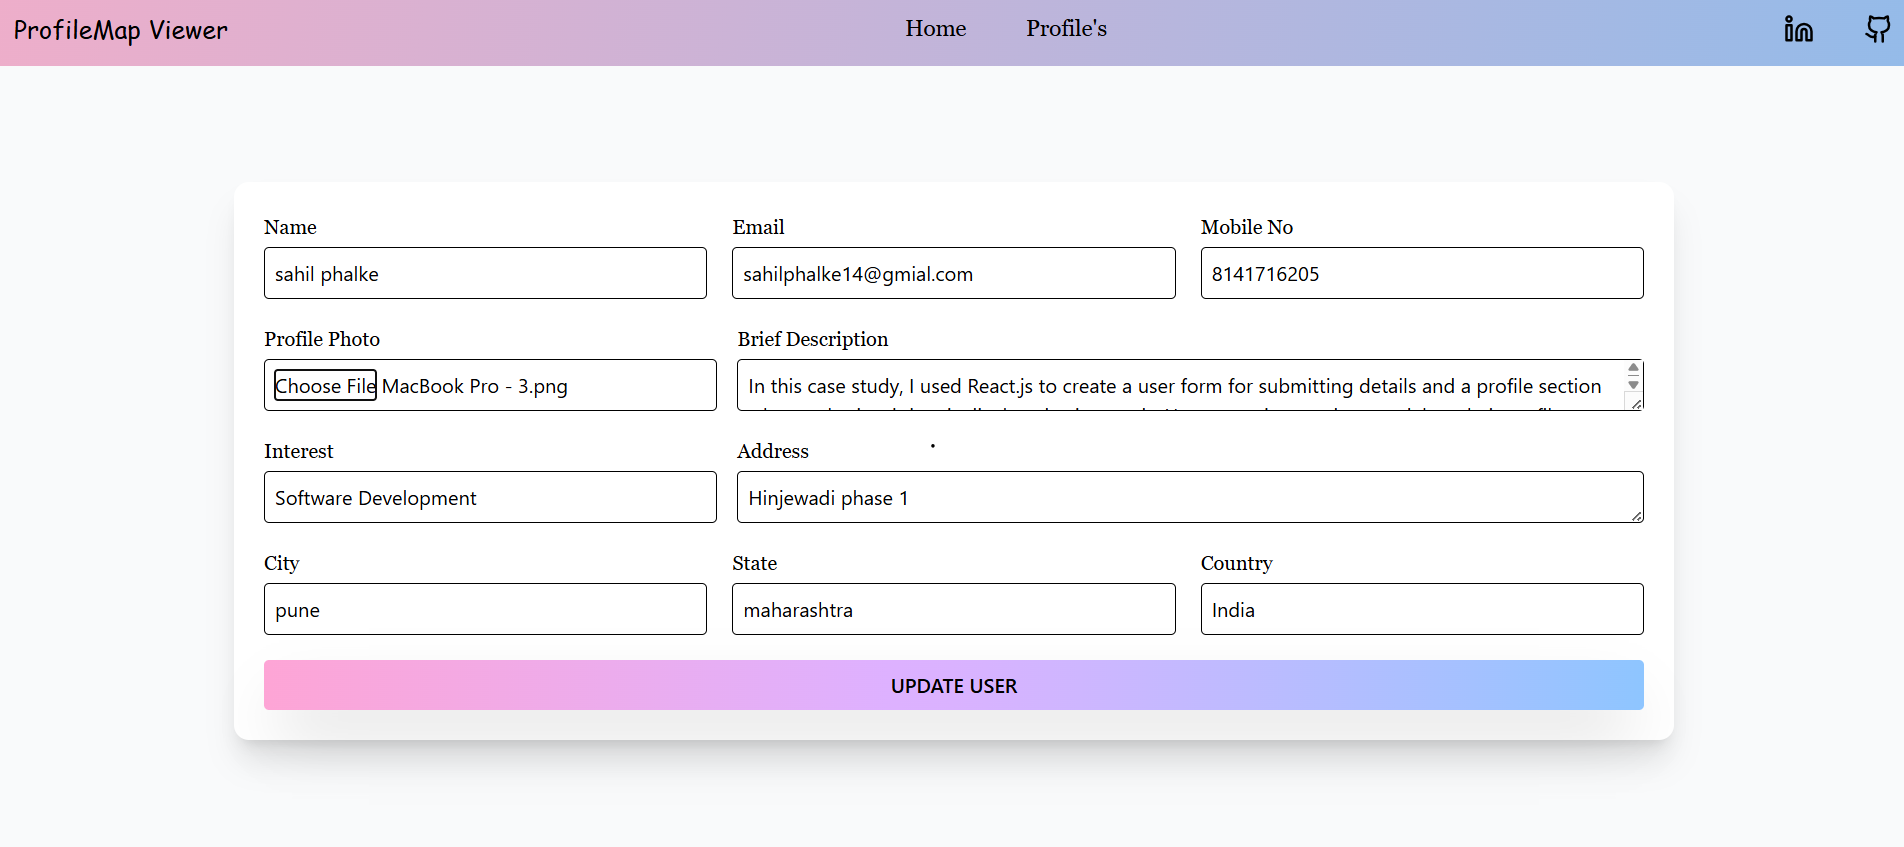 ProfileMap Viewer
Home
Profile's
Name
Email
Mobile No
sahil phalke
sahilphalke14@gmial.com
8141716205
Profile Photo
Brief Description
Choose File MacBook Pro - 3.png
In this case study, I used React.js to create a user form for submitting details and a profile section
Interest
Address
Software Development
Hinjewadi phase 1
City
State
Country
pune
maharashtra
India
UPDATE USER